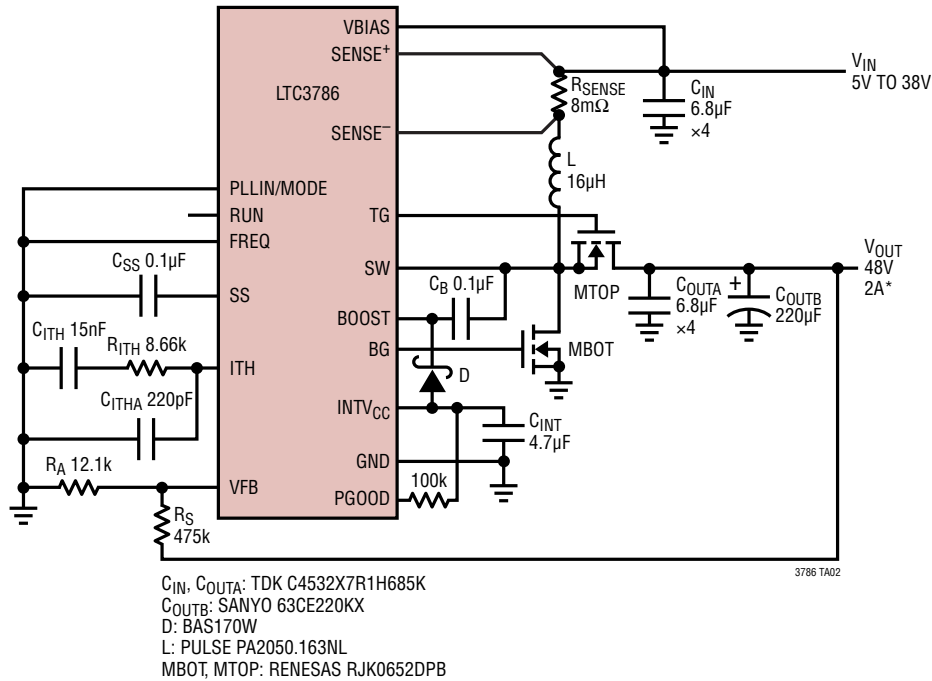 VBIAS
SENSE+
LTC3786
SENSE–
PLLIN/MODE
RUN
FREQ
SS
ITH
VFB
TG
SW
BOOST
BG
INTVCC
GND
PGOOD
RSENSE
8mΩ
L
16µH
CIN
6.8µF
×4
VIN
5V TO 38V
CSS 0.1µF
CITH 15nF
RITH 8.66k
CITHA 220pF
RA 12.1k
RS
475k
CB 0.1µF
D
MTOP
MBOT
COUTA
6.8µF
×4
+
COUTB
220µF
VOUT
48V
2A*
CINT
4.7µF
100k
3786 TA02
CIN, COUTA: TDK C4532X7R1H685K
COUTB: SANYO 63CE220KX
D: BAS170W
L: PULSE PA2050.163NL
MBOT, MTOP: RENESAS RJK0652DPB